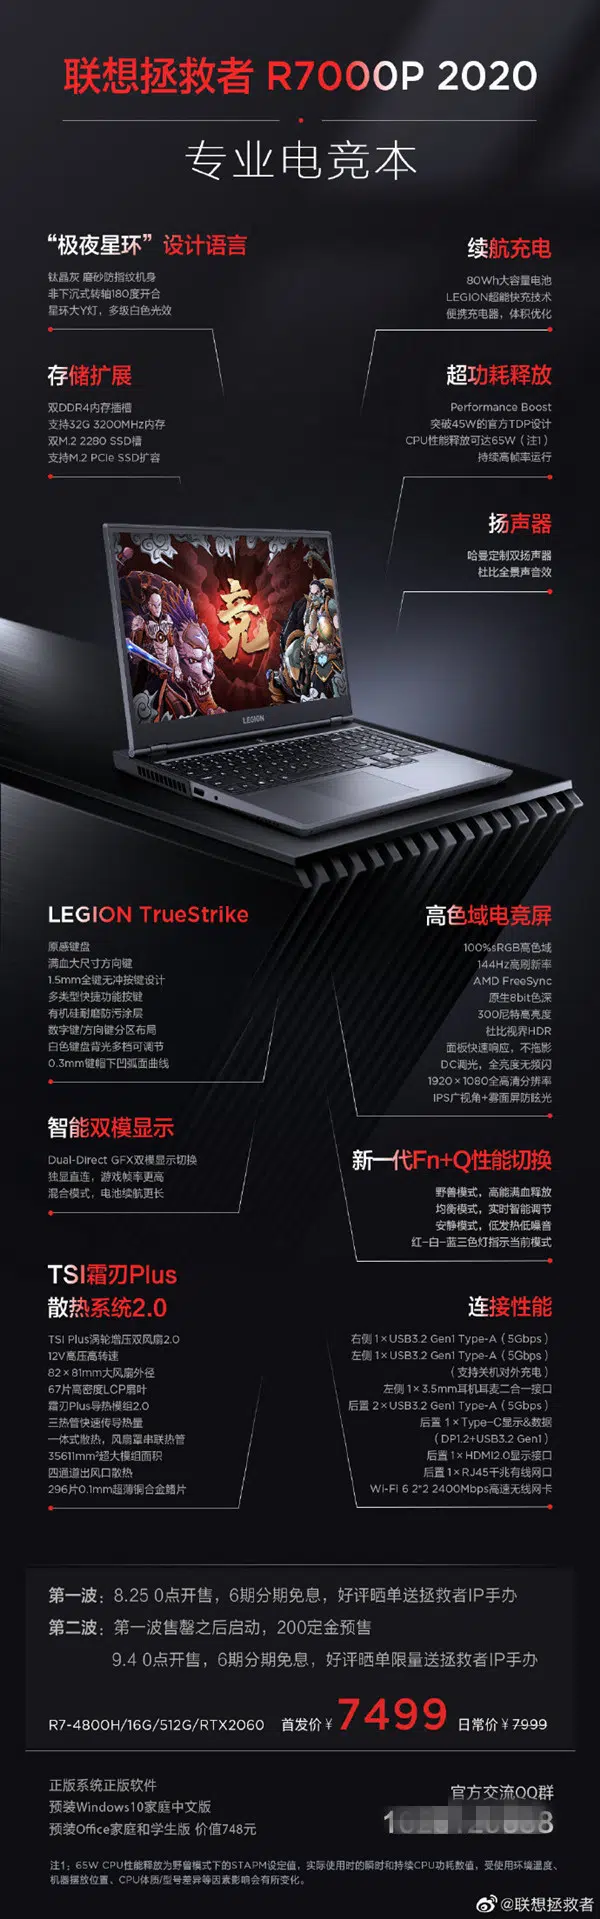 联想拯救者 R7000P 2020
专业电竞本
“极夜星环”设计语言
钛晶灰 磨砂防指纹机身
非下沉式转轴180度开合
星环大Y灯，多级白色光效
续航充电
80Wh大容量电池
LEGION超能快充技术
便携充电器，体积优化
存储扩展
双DDR4内存插槽
支持32G 3200MHz内存
双M.2 2280 SSD槽
支持M.2 PCIe SSD扩容
超功耗释放
Performance Boost
突破45W的官方TDP设计
CPU性能释放可达65W（注1）
持续高帧率运行
扬声器
哈曼定制双扬声器
杜比全景声音效
竞
LEGION
LEGION TrueStrike
原感键盘
满血大尺寸方向键
1.5mm全键无冲按键设计
多类型快捷功能按键
有机硅耐磨防污涂层
数字键/方向键分区布局
白色键盘背光多档可调节
0.3mm键帽下凹弧面曲线
高色域电竞屏
100%sRGB高色域
144Hz高刷新率
AMD FreeSync
原生8bit色深
300尼特高亮度
杜比视界HDR
面板快速响应，不拖影
DC调光，全亮度无频闪
1920×1080全高清分辨率
IPS广视角+雾面屏防眩光
智能双模显示
Dual-Direct GFX双模显示切换
独显直连，游戏帧率更高
混合模式，电池续航更长
新一代Fn+Q性能切换
野兽模式，高能满血释放
均衡模式，实时智能调节
安静模式，低发热低噪音
红-白-蓝三色灯指示当前模式
TSI霜刃Plus
散热系统2.0
TSI Plus涡轮增压双风扇2.0
12V高压高转速
82×81mm大风扇外径
67片高密度LCP扇叶
霜刃Plus导热模组2.0
三热管快速传导热量
一体式散热，风扇罩串联热管
35611mm²超大模组面积
四通道出风口散热
296片0.1mm超薄铜合金鳍片
连接性能
右侧 1×USB3.2 Gen1 Type-A（5Gbps）
左侧 1×USB3.2 Gen1 Type-A（5Gbps）
（支持关机对外充电）
左侧 1×3.5mm耳机耳麦二合一接口
后置 2×USB3.2 Gen1 Type-A（5Gbps）
后置 1×Type-C显示&数据
（DP1.2+USB3.2 Gen1）
后置 1×HDMI2.0显示接口
后置 1×RJ45千兆有线网口
Wi-Fi 6 2*2 2400Mbps高速无线网卡
第一波：8.25 0点开售，6期分期免息，好评晒单送拯救者IP手办
第二波：第一波售罄之后启动，200定金预售
9.4 0点开售，6期分期免息，好评晒单限量送拯救者IP手办
R7-4800H/16G/512G/RTX2060 首发价￥7499 日常价￥7999
正版系统正版软件
预装Windows10家庭中文版
预装Office家庭和学生版 价值748元
官方交流QQ群
注1：65W CPU性能释放为野兽模式下的STAPM设定值，实际使用时的瞬时和持续CPU功耗数值，受使用环境温度、
机器摆放位置、CPU体质/型号差异等因素影响会有所变化。
@联想拯救者